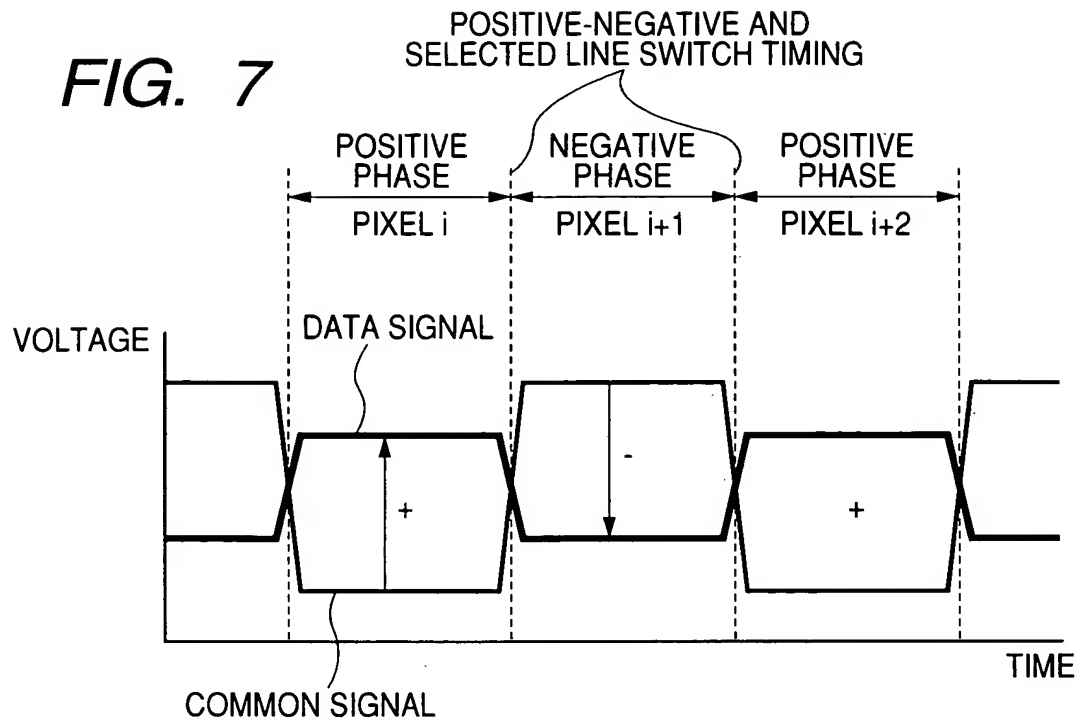 FIG. 7
POSITIVE-NEGATIVE AND
SELECTED LINE SWITCH TIMING
POSITIVE
PHASE
NEGATIVE
PHASE
POSITIVE
PHASE
PIXEL i
PIXEL i+1
PIXEL i+2
VOLTAGE
DATA SIGNAL
+
-
+
TIME
COMMON SIGNAL